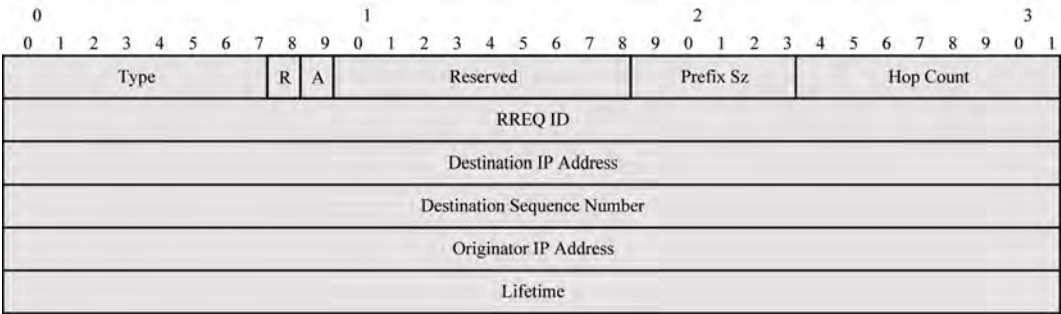 0 1 2 3
0 1 2 3 4 5 6 7 8 9 0 1 2 3 4 5 6 7 8 9 0 1 2 3 4 5 6 7 8 9 0 1
Type R A Reserved Prefix Sz Hop Count
RREQ ID
Destination IP Address
Destination Sequence Number
Originator IP Address
Lifetime